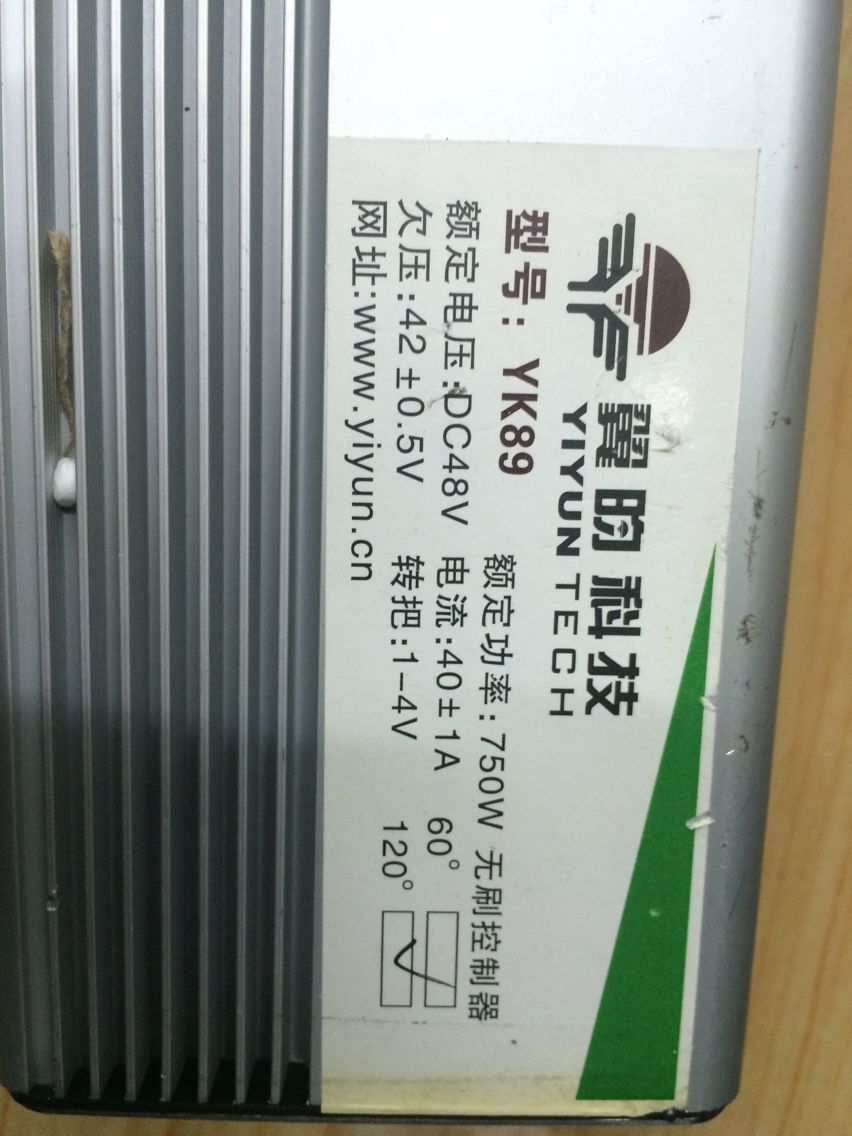 翼昀科技
YIYUN TECH
型号: YK89
额定功率:750W 无刷控制器
额定电压:DC48V 电流:40±1A 60°
欠压:42±0.5V 转把:1-4V 120°
网址:www.yiyun.cn